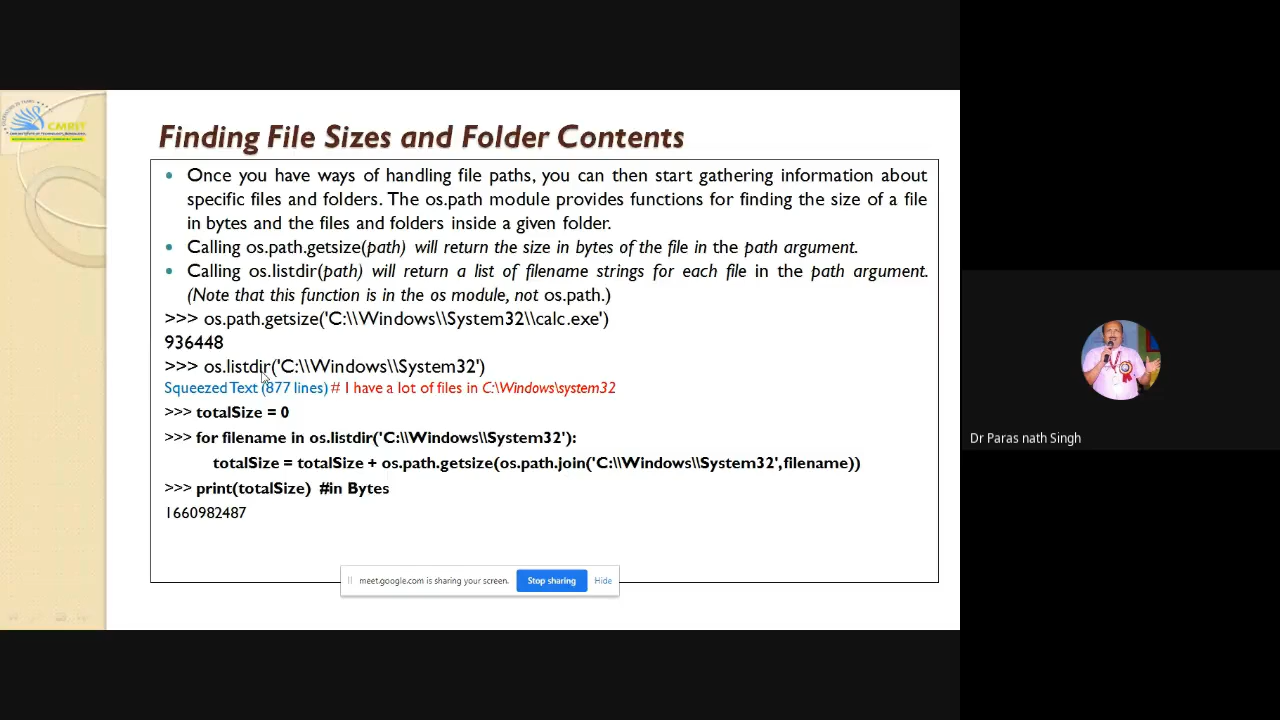 CMRIT
Finding File Sizes and Folder Contents
• Once you have ways of handling file paths, you can then start gathering information about
specific files and folders. The os.path module provides functions for finding the size of a file
in bytes and the files and folders inside a given folder.
• Calling os.path.getsize(path) will return the size in bytes of the file in the path argument.
• Calling os.listdir(path) will return a list of filename strings for each file in the path argument.
(Note that this function is in the os module, not os.path.)
>>> os.path.getsize('C:\\Windows\\System32\\calc.exe')
936448
>>> os.listdir('C:\\Windows\\System32')
Squeezed Text (877 lines) # I have a lot of files in C:\Windows\system32
>>> totalSize = 0
>>> for filename in os.listdir('C:\\Windows\\System32'):
totalSize = totalSize + os.path.getsize(os.path.join('C:\\Windows\\System32',filename))
>>> print(totalSize) #in Bytes
1660982487
meet.google.com is sharing your screen. Stop sharing Hide
Dr Paras nath Singh